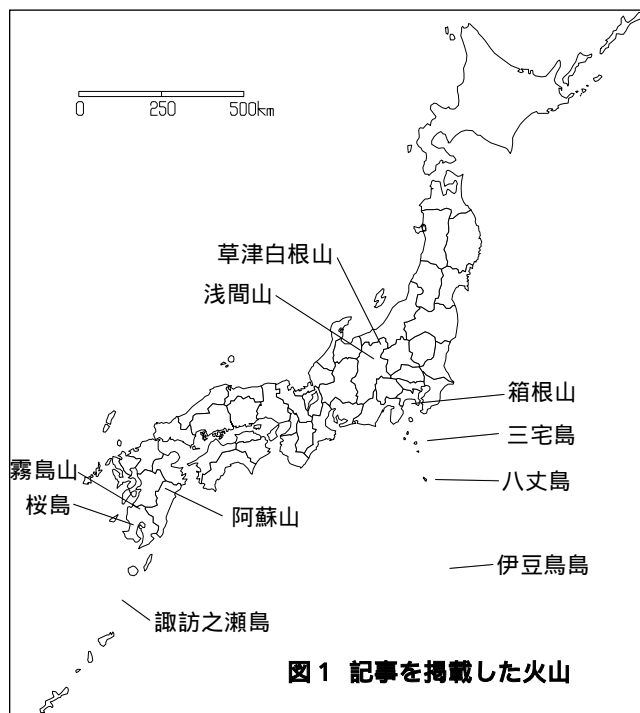 0 250 500km
草津白根山
浅間山
箱根山
三宅島
八丈島
霧島山
桜島
阿蘇山
伊豆鳥島
諏訪之瀬島
図1 記事を掲載した火山